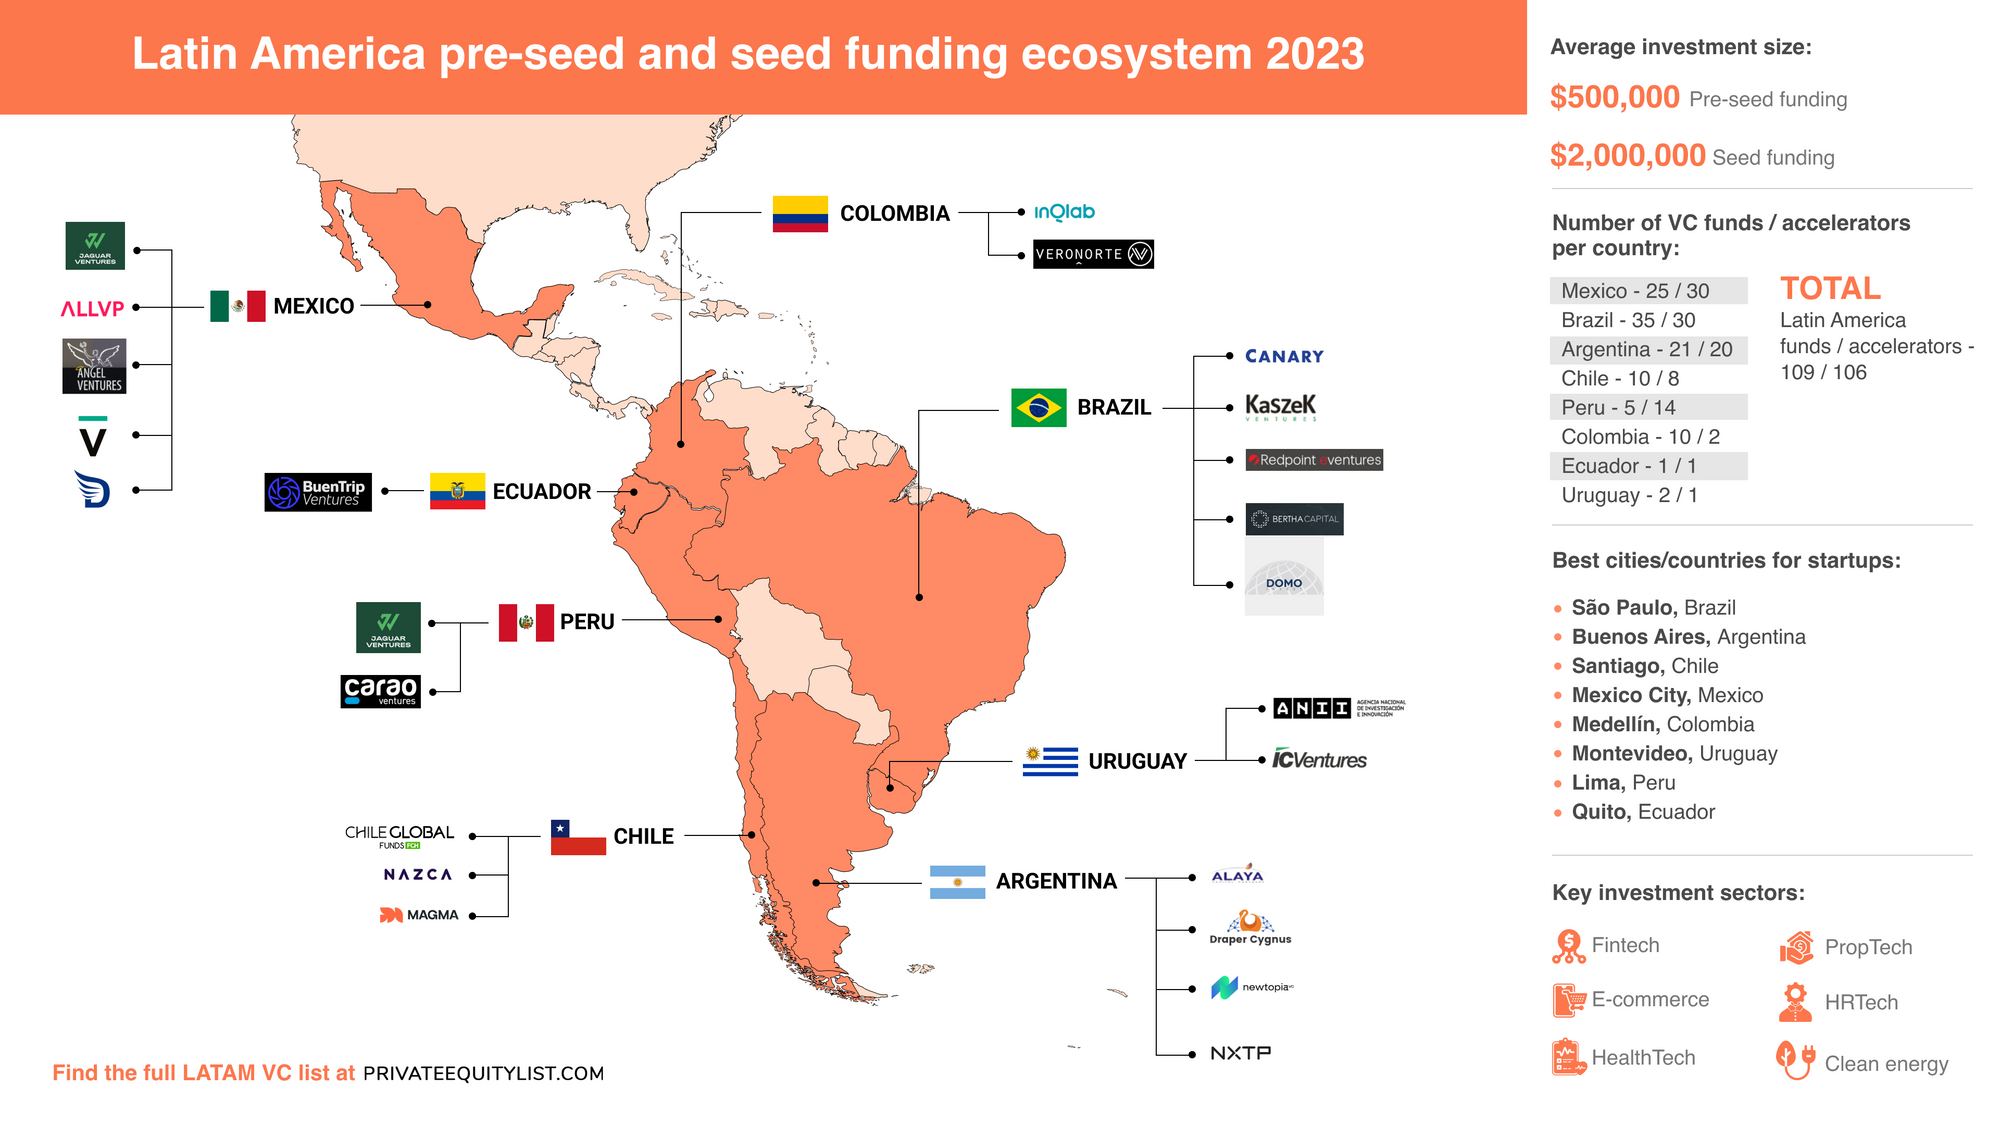 Latin America pre-seed and seed funding ecosystem 2023
JAGUAR
VENTURES
ALLVP
ANGEL
VENTURES
V
D
MEXICO
COLOMBIA
inQlab
VERONORTE
BuenTrip
Ventures
ECUADOR
BRAZIL
CANARY
KaszeK
VENTURES
Redpoint eventures
BERTHA CAPITAL
DOMO
JAGUAR
VENTURES
carao
ventures
PERU
URUGUAY
ANII
AGENCIA NACIONAL
DE INVESTIGACIÓN
E INNOVACIÓN
ICVentures
CHILE GLOBAL
FUNDS FCH
NAZCA
MAGMA
CHILE
ARGENTINA
ALAYA
Draper Cygnus
newtopia VC
NXTP
Find the full LATAM VC list at PRIVATEEQUITYLIST.COM
Average investment size:
$500,000 Pre-seed funding
$2,000,000 Seed funding
Number of VC funds / accelerators
per country:
Mexico - 25 / 30
Brazil - 35 / 30
Argentina - 21 / 20
Chile - 10 / 8
Peru - 5 / 14
Colombia - 10 / 2
Ecuador - 1 / 1
Uruguay - 2 / 1
TOTAL
Latin America
funds / accelerators -
109 / 106
Best cities/countries for startups:
São Paulo, Brazil
Buenos Aires, Argentina
Santiago, Chile
Mexico City, Mexico
Medellín, Colombia
Montevideo, Uruguay
Lima, Peru
Quito, Ecuador
Key investment sectors:
Fintech
E-commerce
HealthTech
PropTech
HRTech
Clean energy